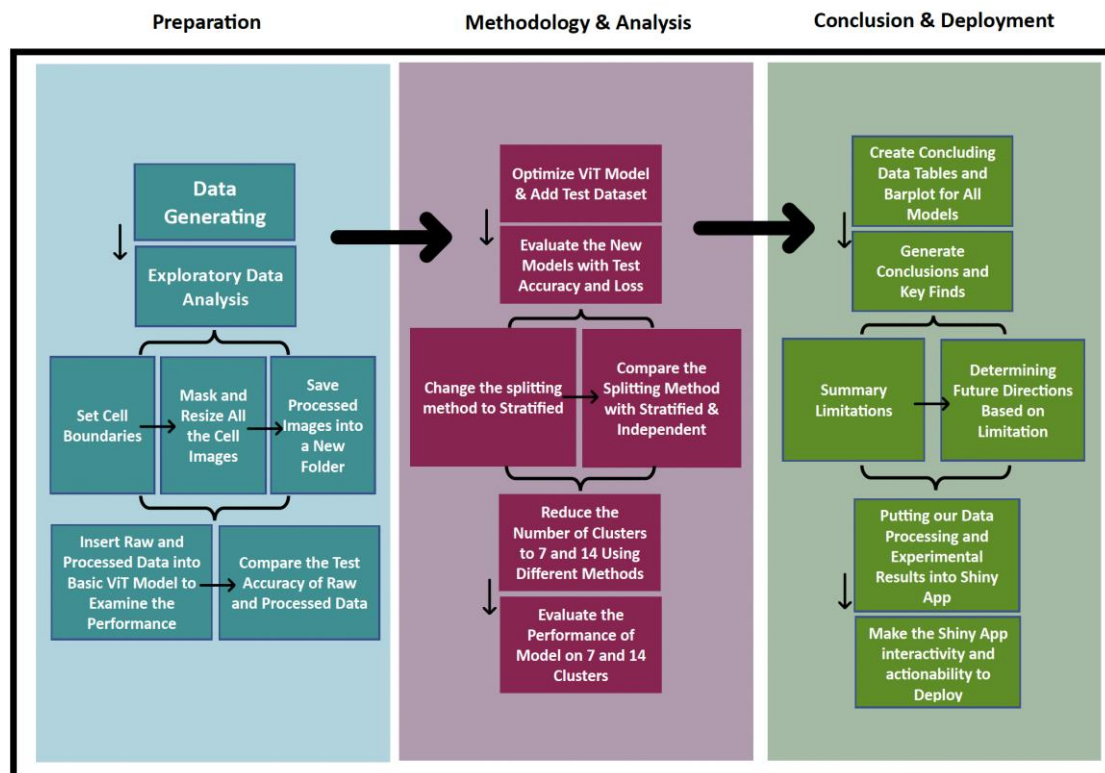 Preparation
Methodology & Analysis
Conclusion & Deployment
Data
Generating
Exploratory Data
Analysis
Set Cell
Boundaries
Mask and
Resize All
the Cell
Images
Save
Processed
Images into
a New
Folder
Insert Raw and
Processed Data into
Basic ViT Model to
Examine the
Performance
Compare the Test
Accuracy of Raw
and Processed Data
Optimize ViT Model
& Add Test Dataset
Evaluate the New
Models with Test
Accuracy and Loss
Change the splitting
method to Stratified
Compare the
Splitting Method
with Stratified &
Independent
Reduce the
Number of Clusters
to 7 and 14 Using
Different Methods
Evaluate the
Performance of
Model on 7 and 14
Clusters
Create Concluding
Data Tables and
Barplot for All
Models
Generate
Conclusions and
Key Finds
Summary
Limitations
Determining
Future Directions
Based on
Limitation
Putting our Data
Processing and
Experimental
Results into Shiny
App
Make the Shiny App
interactivity and
actionability to
Deploy